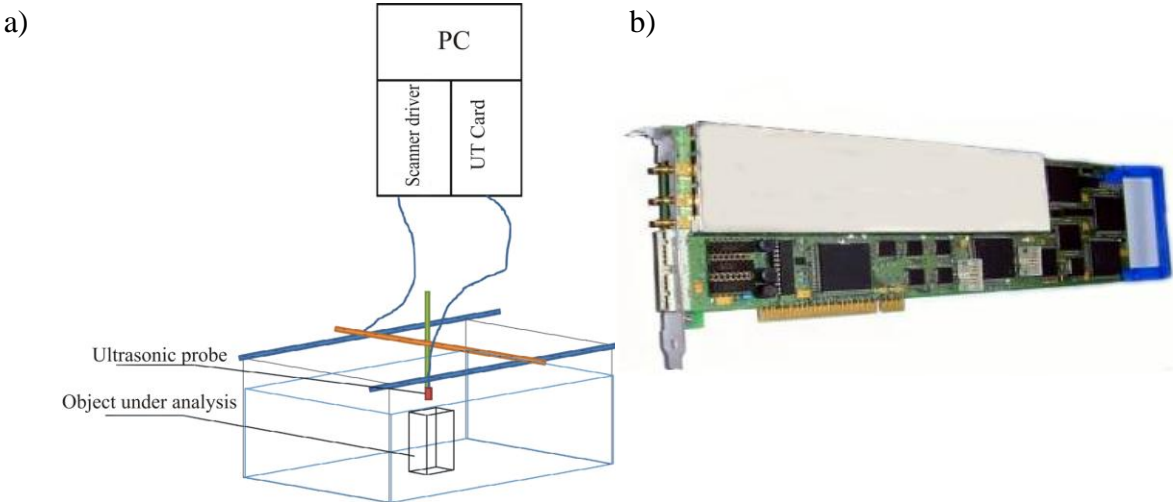 a)
b)
PC
Scanner driver
UT Card
Ultrasonic probe
Object under analysis